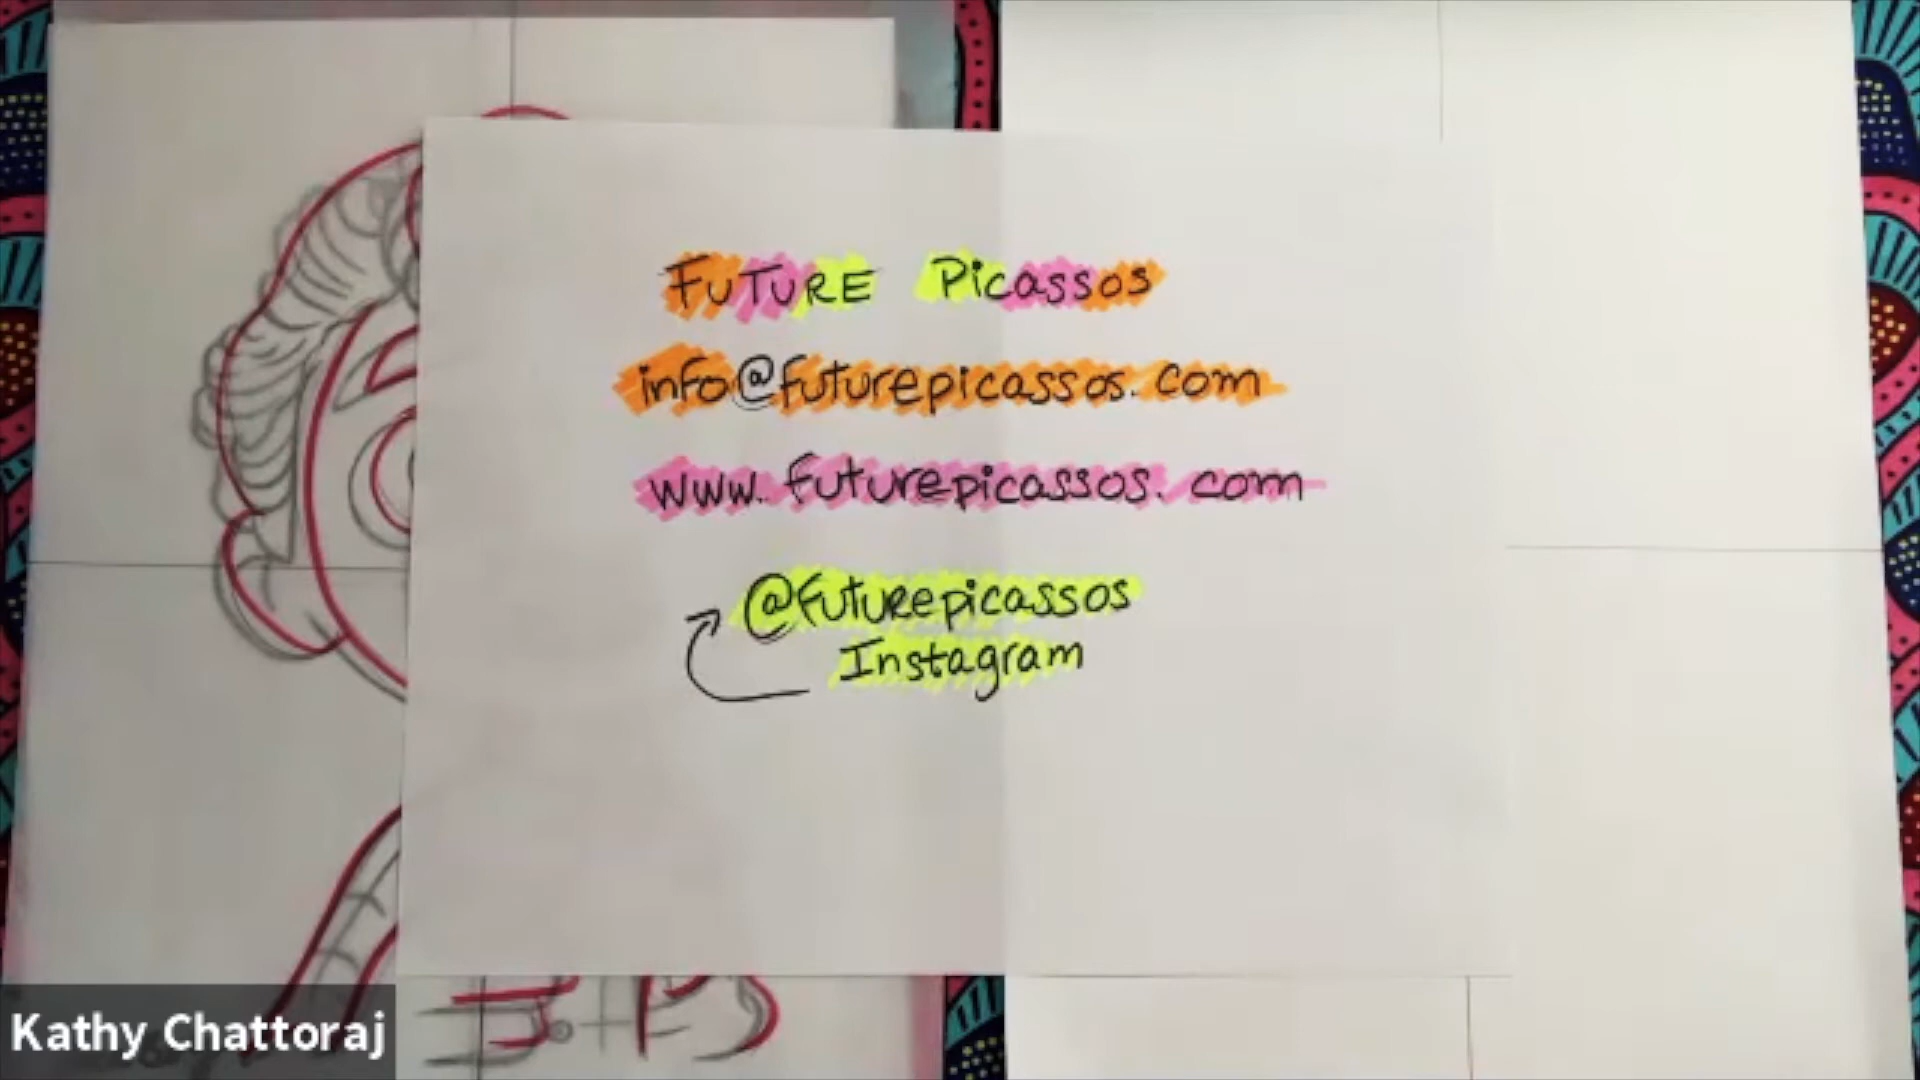 FuTuRE Picassos
info@futurepicassos.com
www.futurepicassos.com
@futurepicassos
Instagram
Kathy Chattoraj